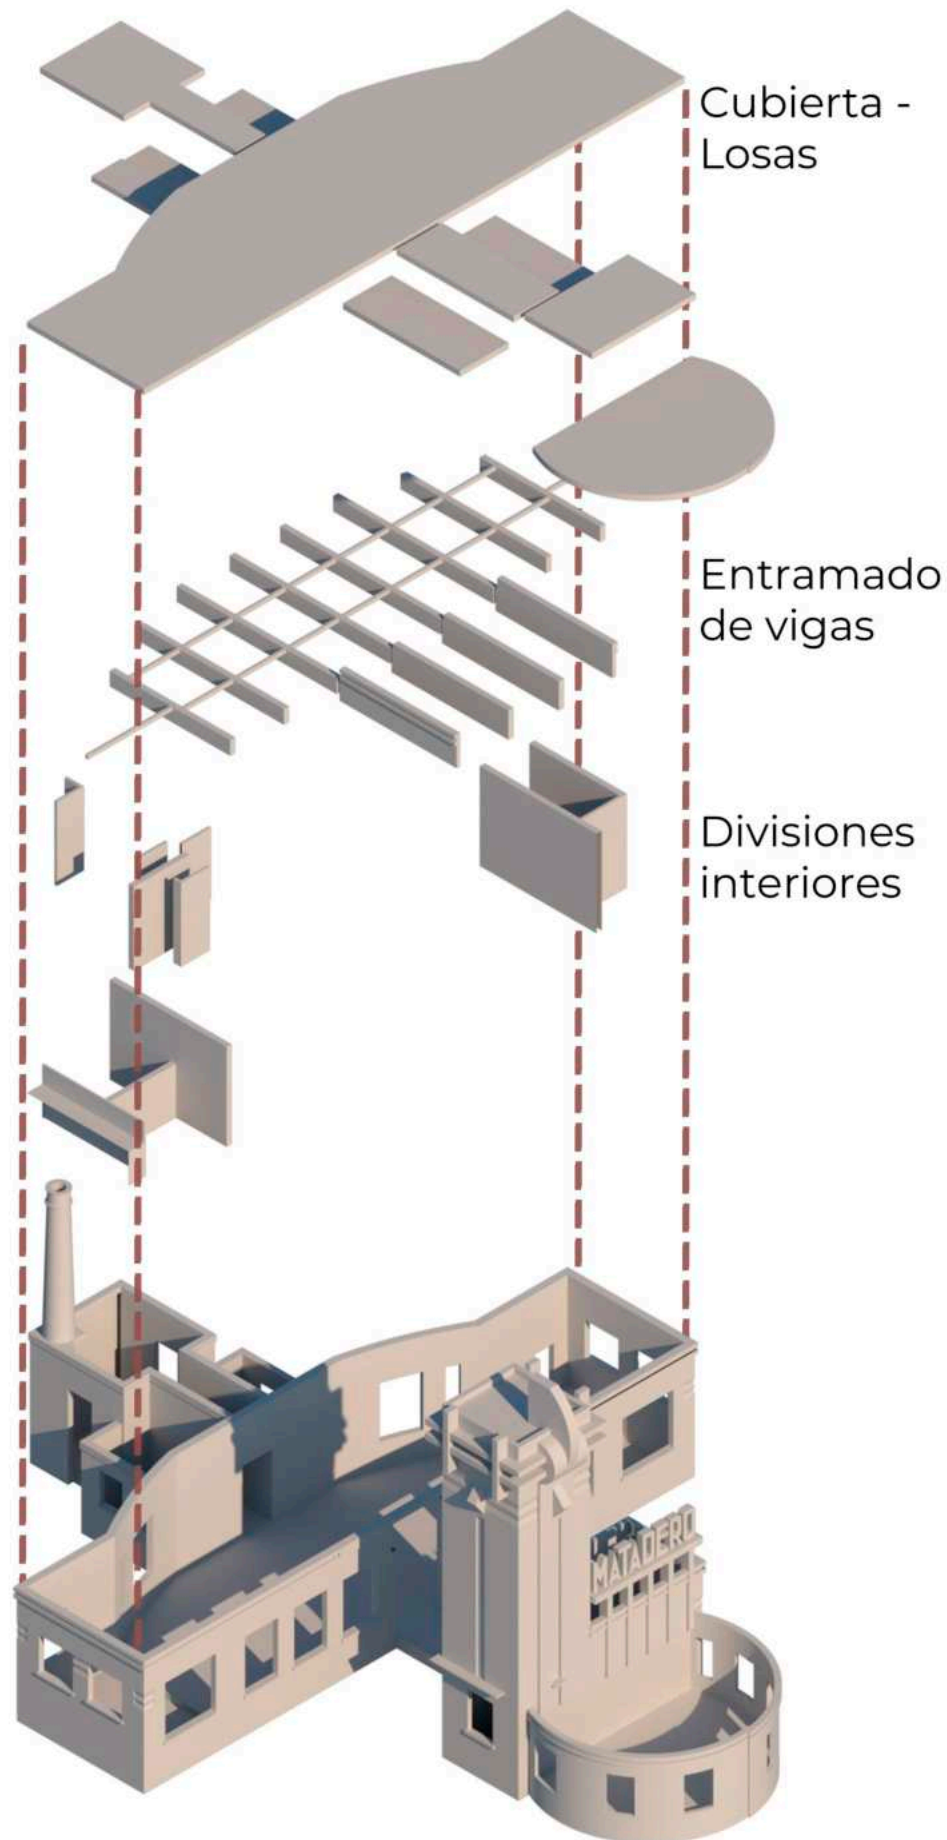 Cubierta -
Losas
Entramado
de vigas
Divisiones
interiores
MATADERO